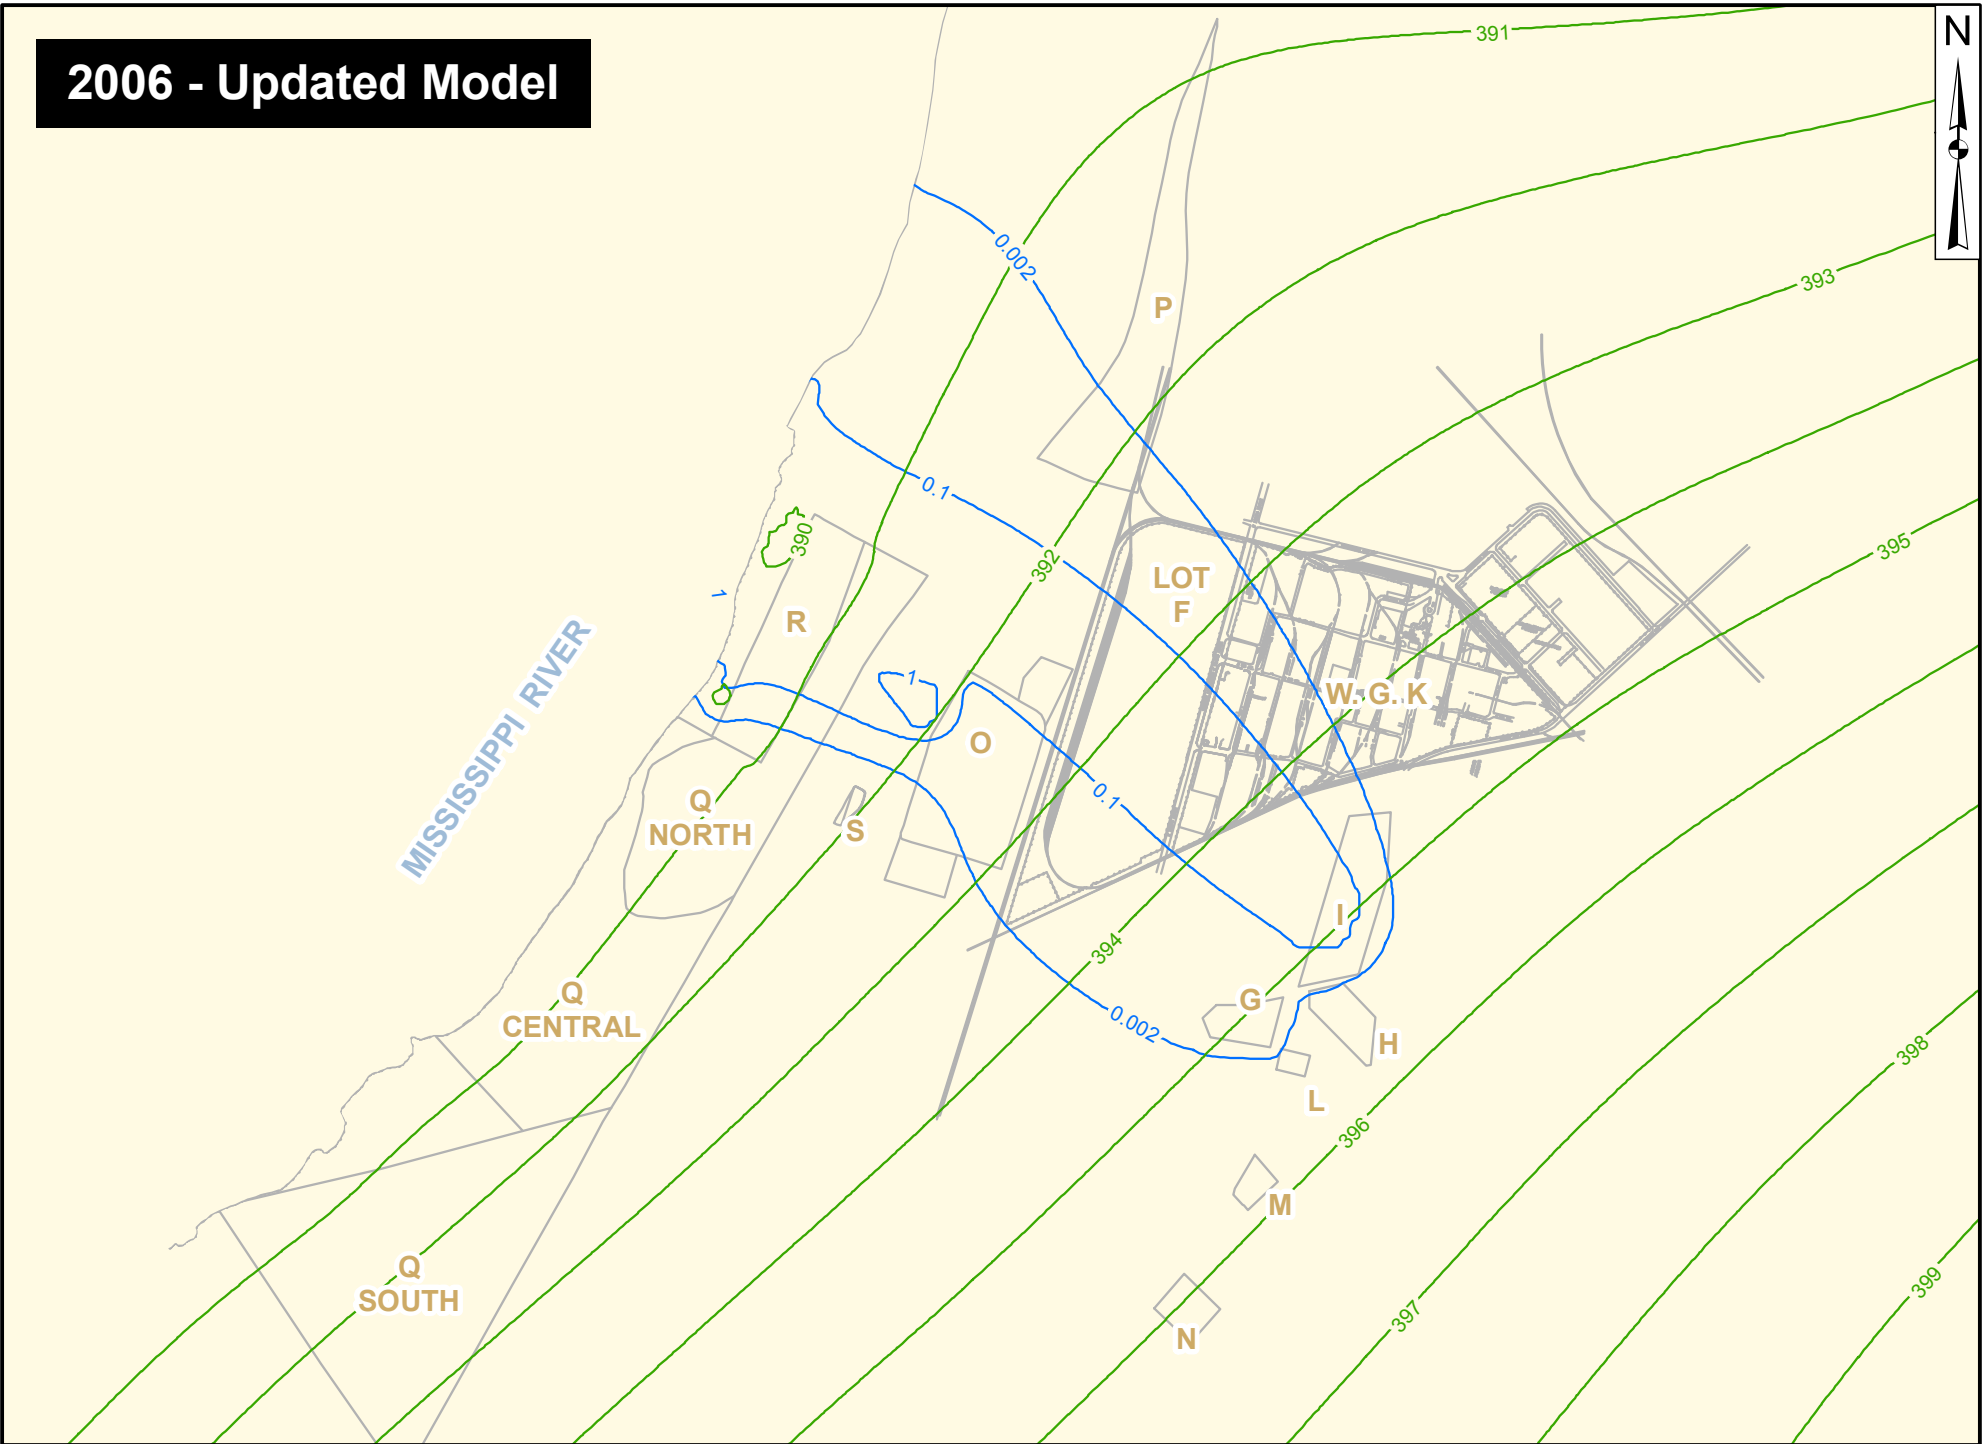 2006 - Updated Model
N
391
0.002
393
P
0.1
390
392
395
LOT
F
1
R
1
MISSISSIPPI RIVER
W. G. K
O
0.1
Q
NORTH
S
I
394
G
Q
CENTRAL
0.002
H
398
L
396
M
Q
SOUTH
399
397
N